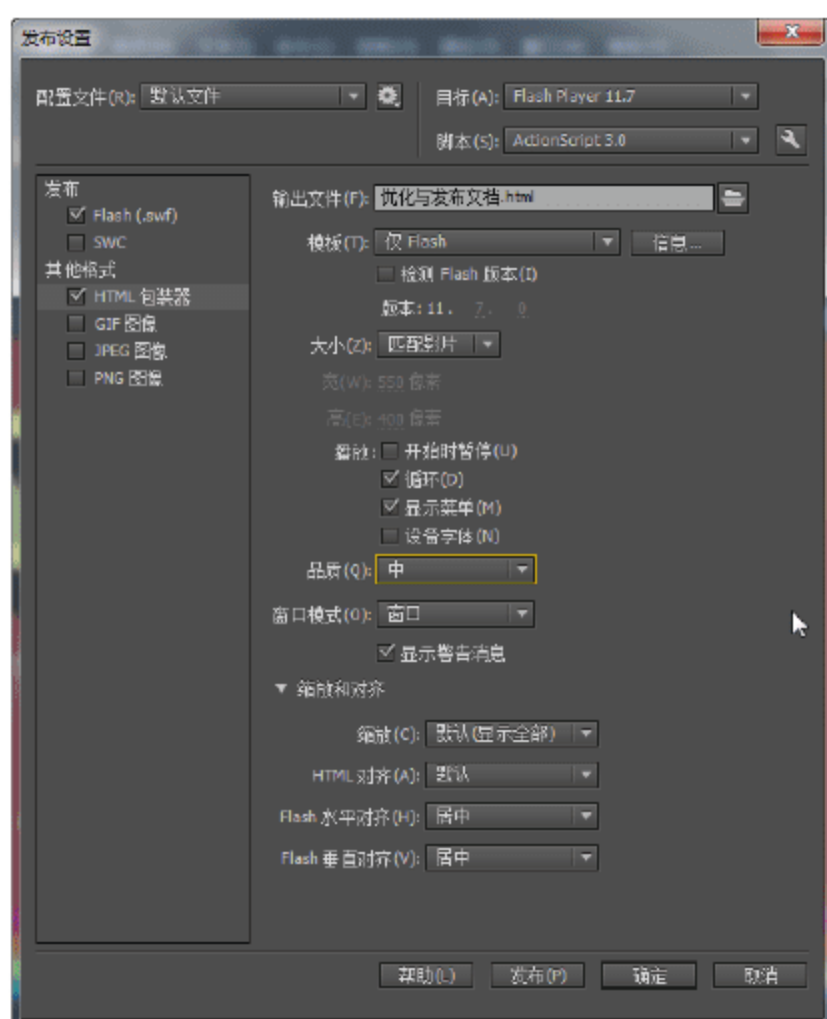 发布设置
配置文件(R): 默认文件
目标(A): Flash Player 11.7
脚本(S): ActionScript 3.0
发布
Flash (.swf)
SWC
其他格式
HTML 包装器
GIF 图像
JPEG 图像
PNG 图像
输出文件(F): 优化与发布文档.html
模板(T): 仅 Flash 信息...
检测 Flash 版本(I)
版本: 11. 7. 0
大小(Z): 匹配影片
宽(W): 550 像素
高(E): 400 像素
播放: 开始时暂停(U)
循环(D)
显示菜单(M)
设备字体(N)
品质(Q): 中
窗口模式(O): 窗口
显示警告消息
缩放和对齐
缩放(C): 默认(显示全部)
HTML 对齐(A): 默认
Flash 水平对齐(H): 居中
Flash 垂直对齐(V): 居中
帮助(L) 发布(P) 确定 取消